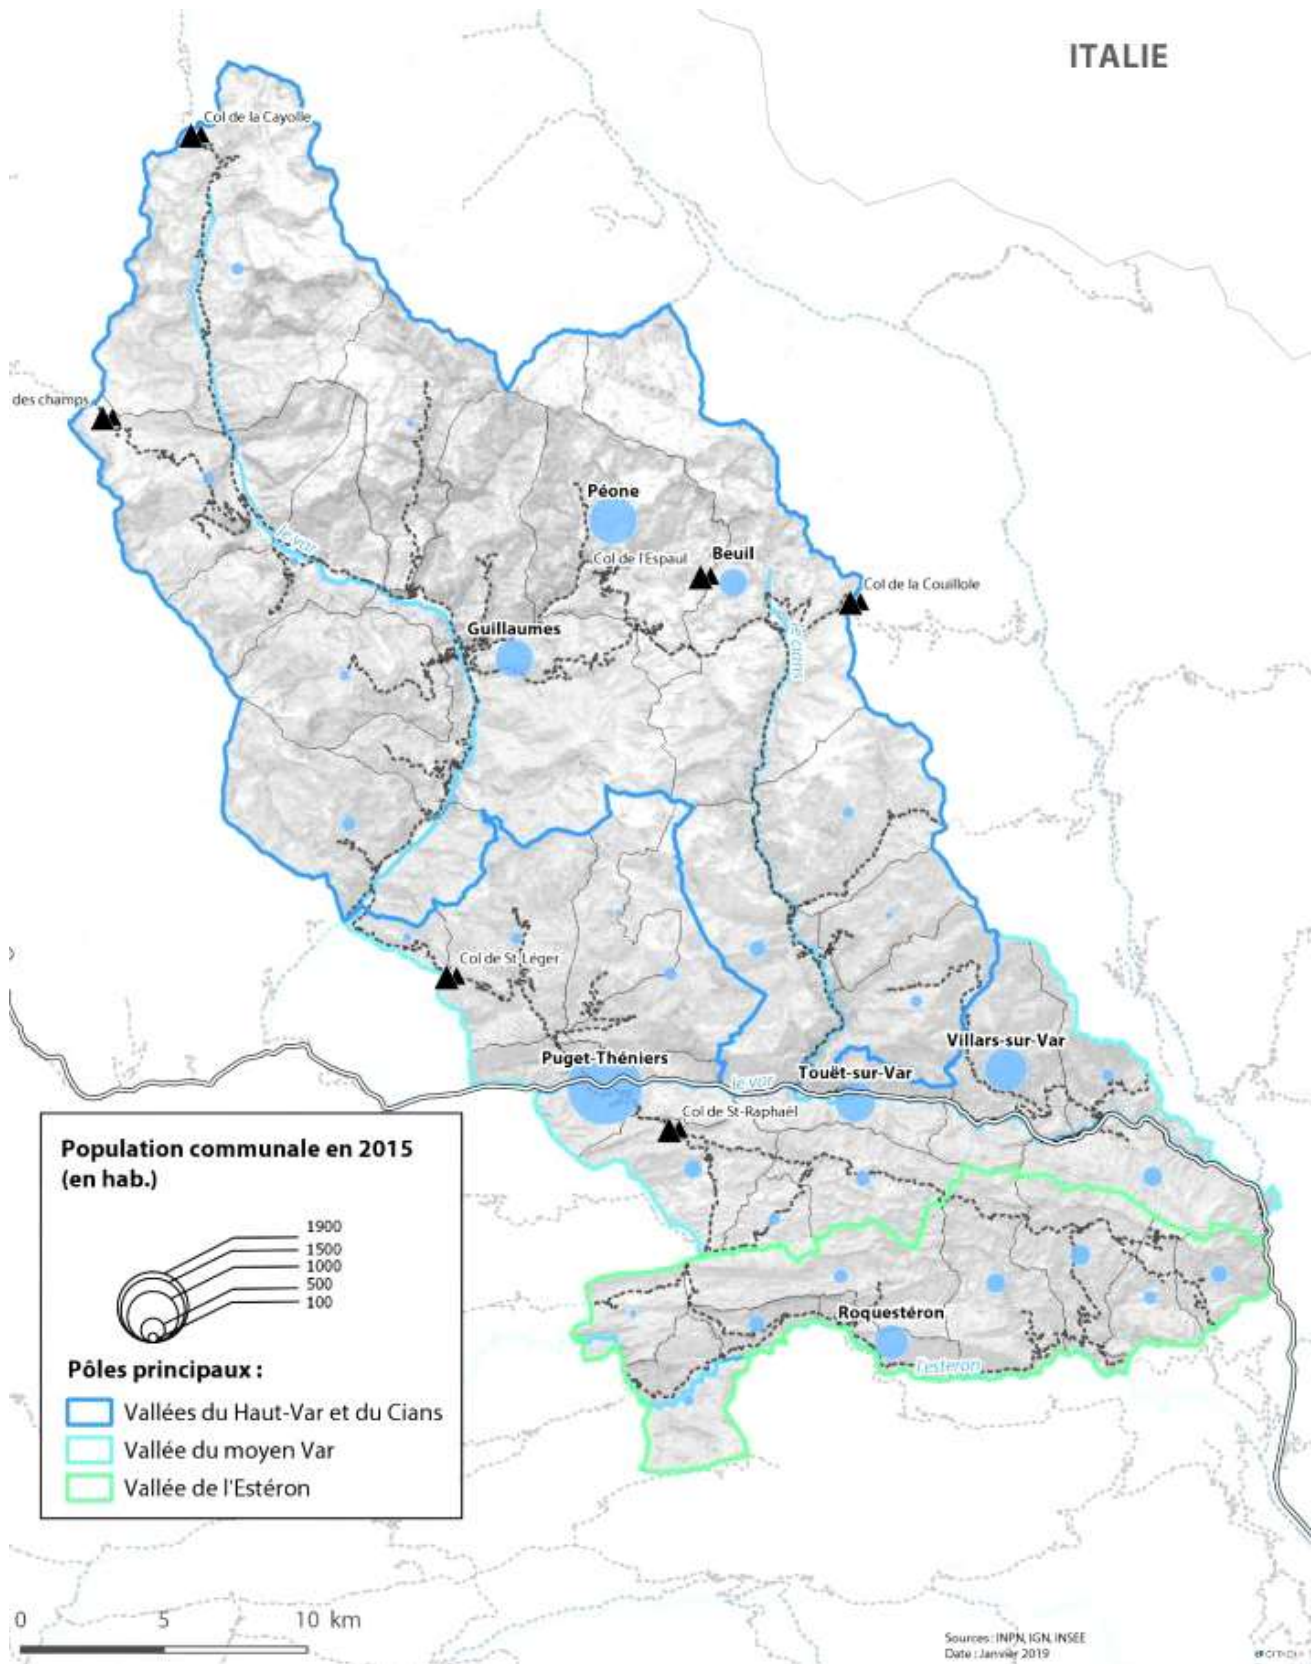 ITALIE
Col de la Cayolle
des champs
le var
Péone
Col de l'Espaul
Beuil
Col de la Couillole
Guillaumes
le cians
Col de St Léger
Puget-Théniers
le var
Touët-sur-Var
Villars-sur-Var
Col de St-Raphaël
Roquestéron
l'esteron
Population communale en 2015
(en hab.)
1900
1500
1000
500
100
Pôles principaux :
Vallées du Haut-Var et du Cians
Vallée du moyen Var
Vallée de l'Estéron
0 5 10 km
Sources : INPN, IGN, INSEE
Date : Janvier 2019